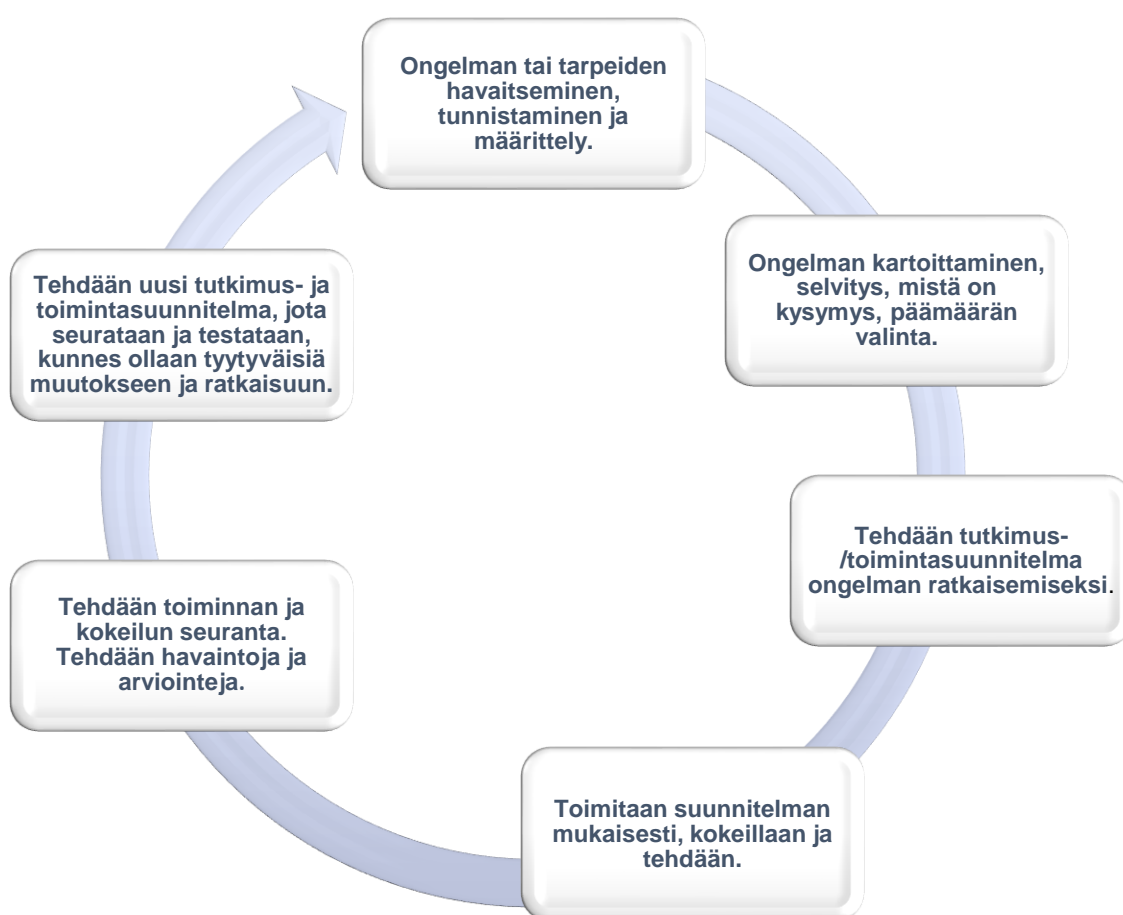 Ongelman tai tarpeiden
havaitseminen,
tunnistaminen ja
määrittely.
Ongelman kartoittaminen,
selvitys, mistä on
kysymys, päämäärän
valinta.
Tehdään tutkimus-
/toimintasuunnitelma
ongelman ratkaisemiseksi.
Toimitaan suunnitelman
mukaisesti, kokeillaan ja
tehdään.
Tehdään toiminnan ja
kokeilun seuranta.
Tehdään havaintoja ja
arviointeja.
Tehdään uusi tutkimus- ja
toimintasuunnitelma, jota
seurataan ja testataan,
kunnes ollaan tyytyväisiä
muutokseen ja ratkaisuun.